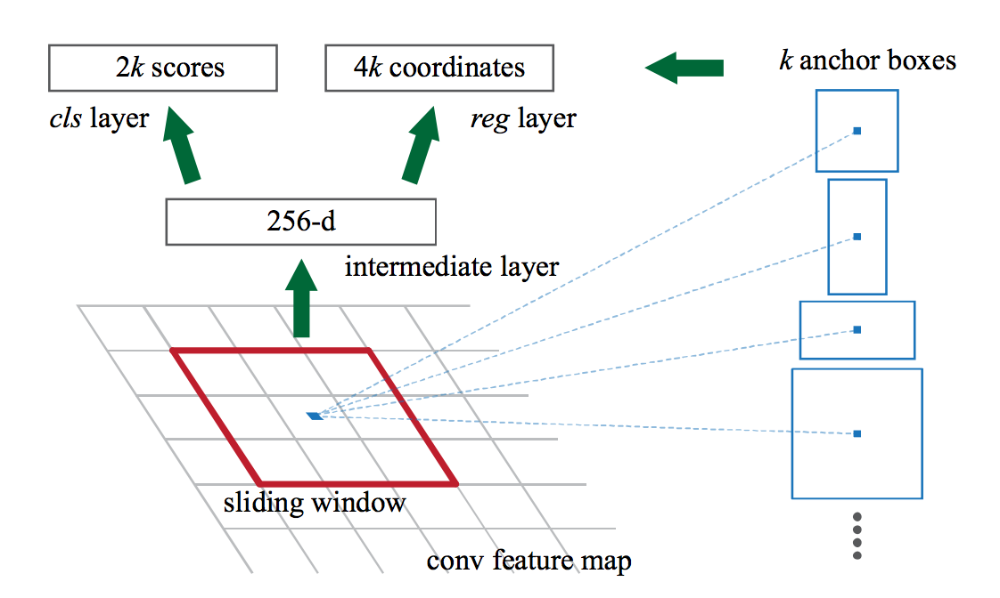 2k scores
4k coordinates
k anchor boxes
cls layer
reg layer
256-d
intermediate layer
sliding window
conv feature map